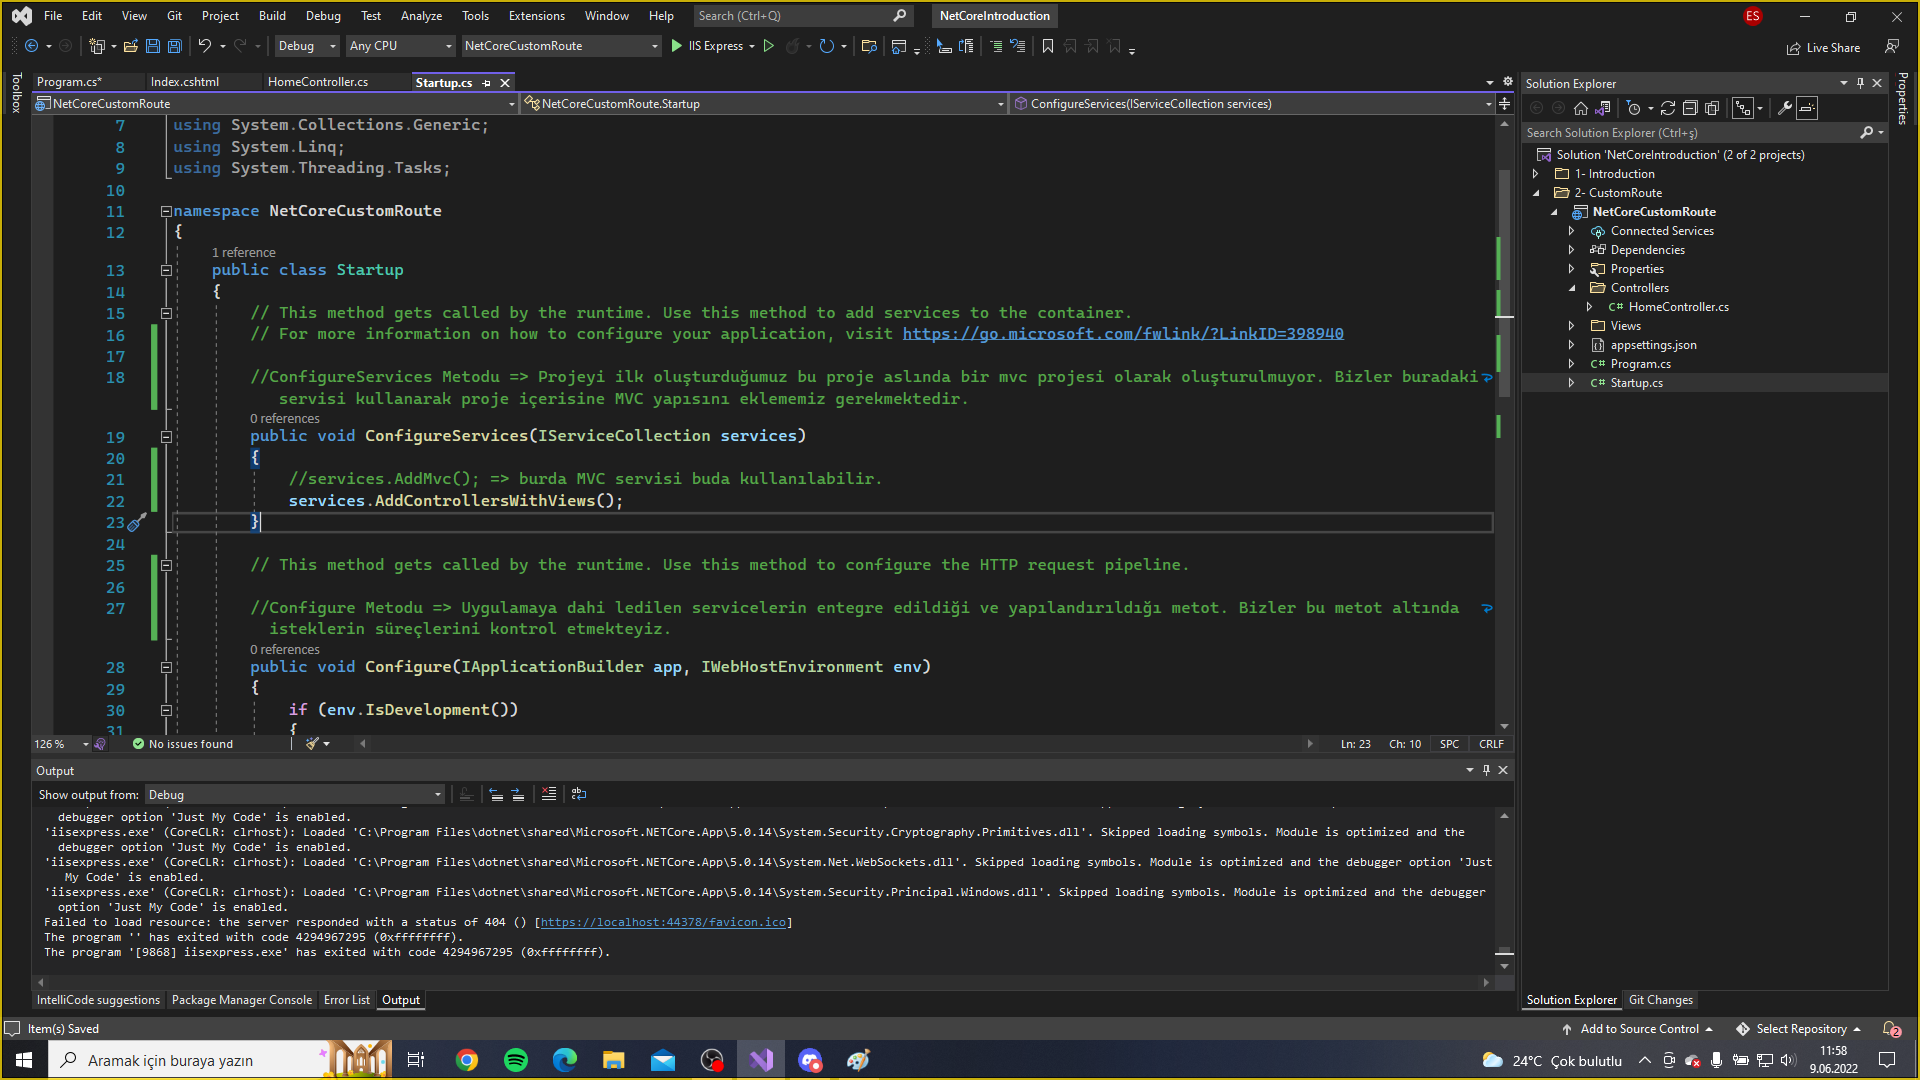 File Edit View Git Project Build Debug Test Analyze Tools Extensions Window Help Search (Ctrl+Q) NetCoreIntroduction ES
Debug Any CPU NetCoreCustomRoute IIS Express Live Share
Toolbox
Program.cs* Index.cshtml HomeController.cs Startup.cs
NetCoreCustomRoute NetCoreCustomRoute.Startup ConfigureServices(IServiceCollection services)
7 using System.Collections.Generic;
8 using System.Linq;
9 using System.Threading.Tasks;
10
11 namespace NetCoreCustomRoute
12 {
1 reference
13 public class Startup
14 {
15 // This method gets called by the runtime. Use this method to add services to the container.
16 // For more information on how to configure your application, visit https://go.microsoft.com/fwlink/?LinkID=398940
17
18 //ConfigureServices Metodu => Projeyi ilk oluşturduğumuz bu proje aslında bir mvc projesi olarak oluşturulmuyor. Bizler buradaki
servisi kullanarak proje içerisine MVC yapısını eklememiz gerekmektedir.
0 references
19 public void ConfigureServices(IServiceCollection services)
20 {
21 //services.AddMvc(); => burda MVC servisi buda kullanılabilir.
22 services.AddControllersWithViews();
23 }
24
25 // This method gets called by the runtime. Use this method to configure the HTTP request pipeline.
26
27 //Configure Metodu => Uygulamaya dahi ledilen servicelerin entegre edildiği ve yapılandırıldığı metot. Bizler bu metot altında
isteklerin süreçlerini kontrol etmekteyiz.
0 references
28 public void Configure(IApplicationBuilder app, IWebHostEnvironment env)
29 {
30 if (env.IsDevelopment())
31 {
126 % No issues found Ln: 23 Ch: 10 SPC CRLF
Output
Show output from: Debug
debugger option 'Just My Code' is enabled.
'iisexpress.exe' (CoreCLR: clrhost): Loaded 'C:\Program Files\dotnet\shared\Microsoft.NETCore.App\5.0.14\System.Security.Cryptography.Primitives.dll'. Skipped loading symbols. Module is optimized and the
debugger option 'Just My Code' is enabled.
'iisexpress.exe' (CoreCLR: clrhost): Loaded 'C:\Program Files\dotnet\shared\Microsoft.NETCore.App\5.0.14\System.Net.WebSockets.dll'. Skipped loading symbols. Module is optimized and the debugger option 'Just
My Code' is enabled.
'iisexpress.exe' (CoreCLR: clrhost): Loaded 'C:\Program Files\dotnet\shared\Microsoft.NETCore.App\5.0.14\System.Security.Principal.Windows.dll'. Skipped loading symbols. Module is optimized and the debugger
option 'Just My Code' is enabled.
Failed to load resource: the server responded with a status of 404 () [https://localhost:44378/favicon.ico]
The program '' has exited with code 4294967295 (0xffffffff).
The program '[9868] iisexpress.exe' has exited with code 4294967295 (0xffffffff).
IntelliCode suggestions Package Manager Console Error List Output
Solution Explorer
Search Solution Explorer (Ctrl+ş)
Solution 'NetCoreIntroduction' (2 of 2 projects)
1- Introduction
2- CustomRoute
NetCoreCustomRoute
Connected Services
Dependencies
Properties
Controllers
C# HomeController.cs
Views
appsettings.json
C# Program.cs
C# Startup.cs
Solution Explorer Git Changes
Properties
Item(s) Saved Add to Source Control Select Repository 2
Aramak için buraya yazın 24°C Çok bulutlu 11:58
9.06.2022